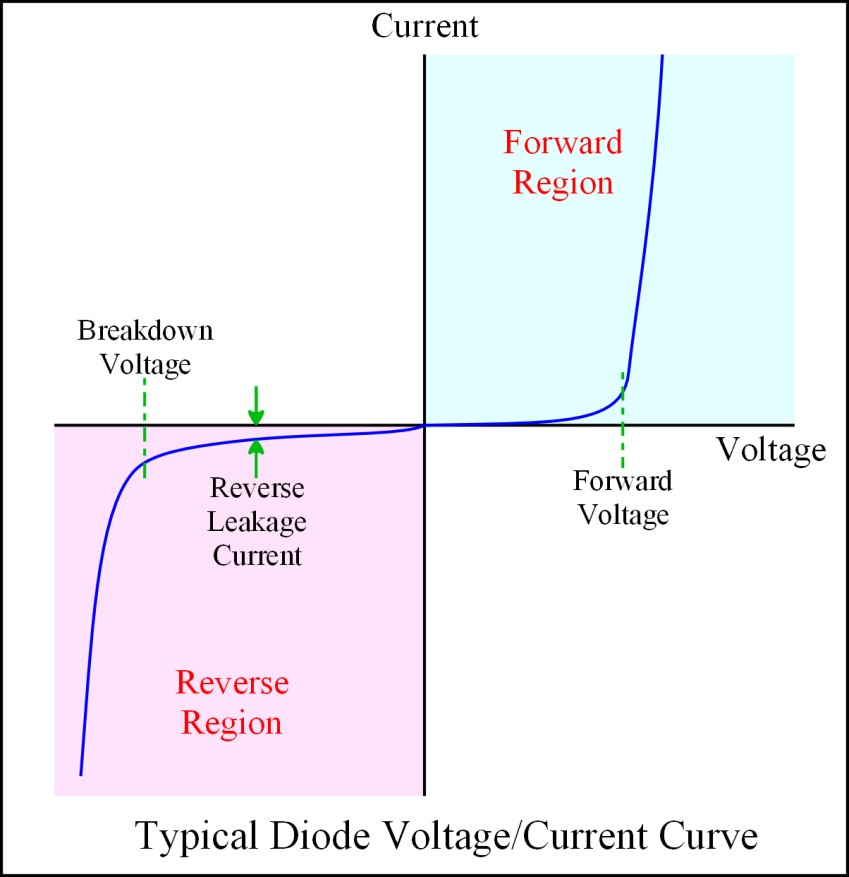 Current
Forward
Region
Breakdown
Voltage
Voltage
Forward
Voltage
Reverse
Leakage
Current
Reverse
Region
Typical Diode Voltage/Current Curve